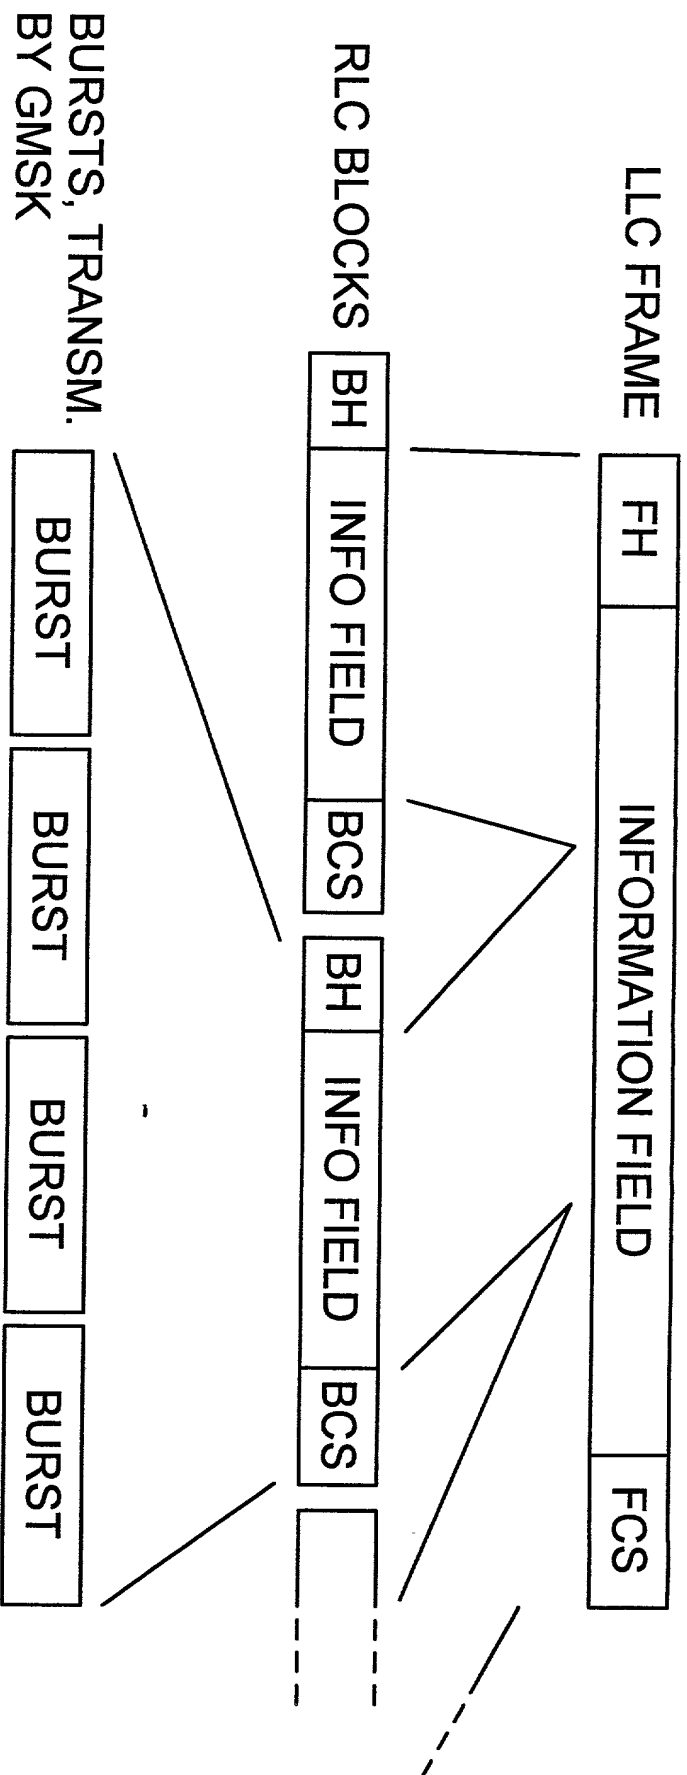 LLC FRAME
FH
INFORMATION FIELD
FCS
RLC BLOCKS
BH
INFO FIELD
BCS
BH
INFO FIELD
BCS
BURSTS, TRANSM.
BY GMSK
BURST
BURST
BURST
BURST